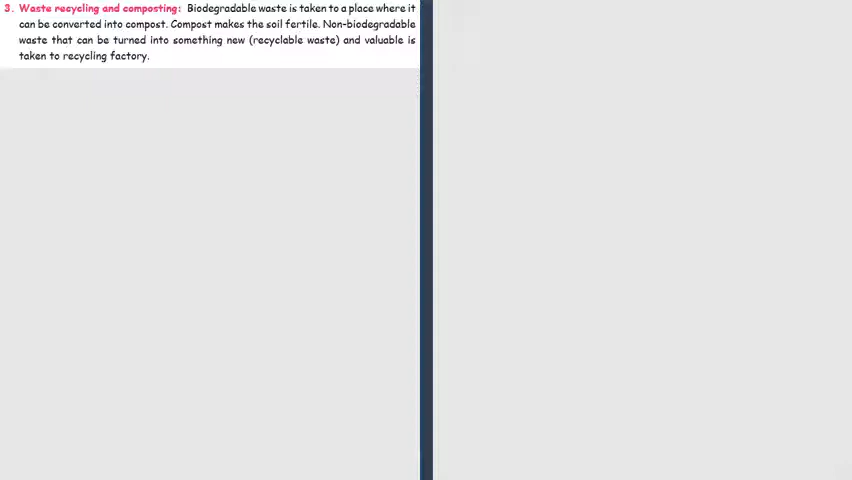 3. Waste recycling and composting: Biodegradable waste is taken to a place where it
can be converted into compost. Compost makes the soil fertile. Non-biodegradable
waste that can be turned into something new (recyclable waste) and valuable is
taken to recycling factory.